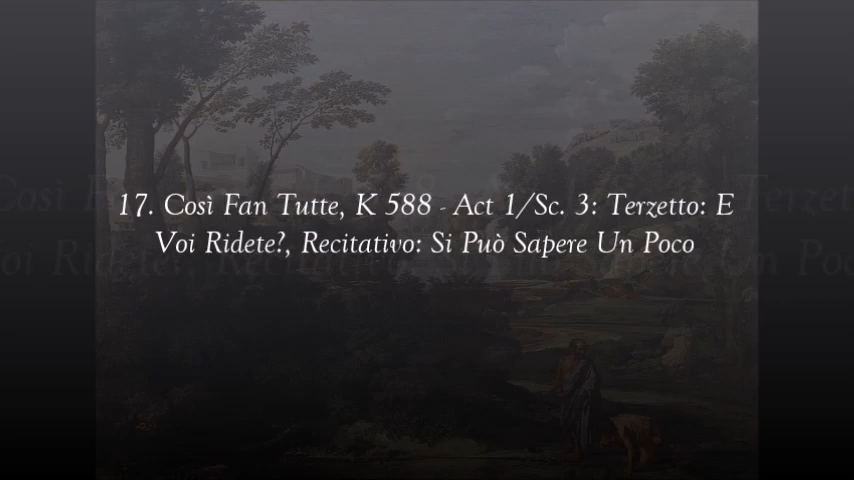 17. Così Fan Tutte, K 588 - Act 1/Sc. 3: Terzetto: E
Voi Ridete?, Recitativo: Si Può Sapere Un Poco